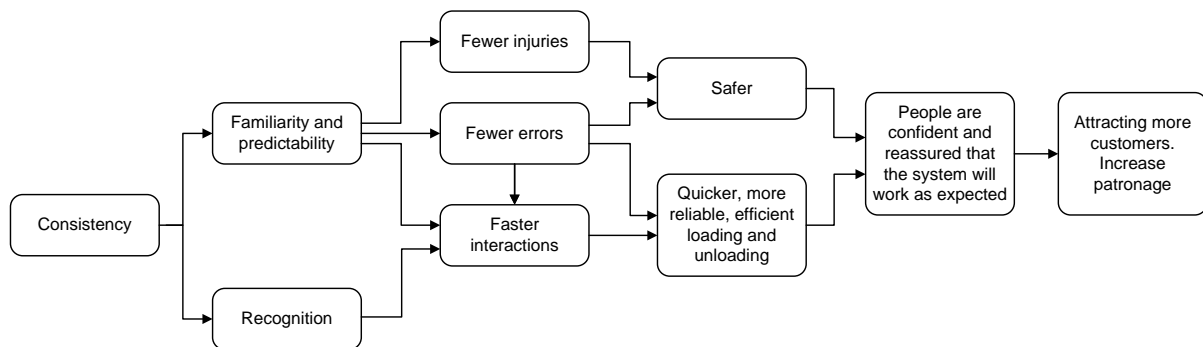 Consistency
Familiarity and
predictability
Recognition
Fewer injuries
Fewer errors
Faster
interactions
Safer
Quicker, more
reliable, efficient
loading and
unloading
People are
confident and
reassured that
the system will
work as expected
Attracting more
customers.
Increase
patronage